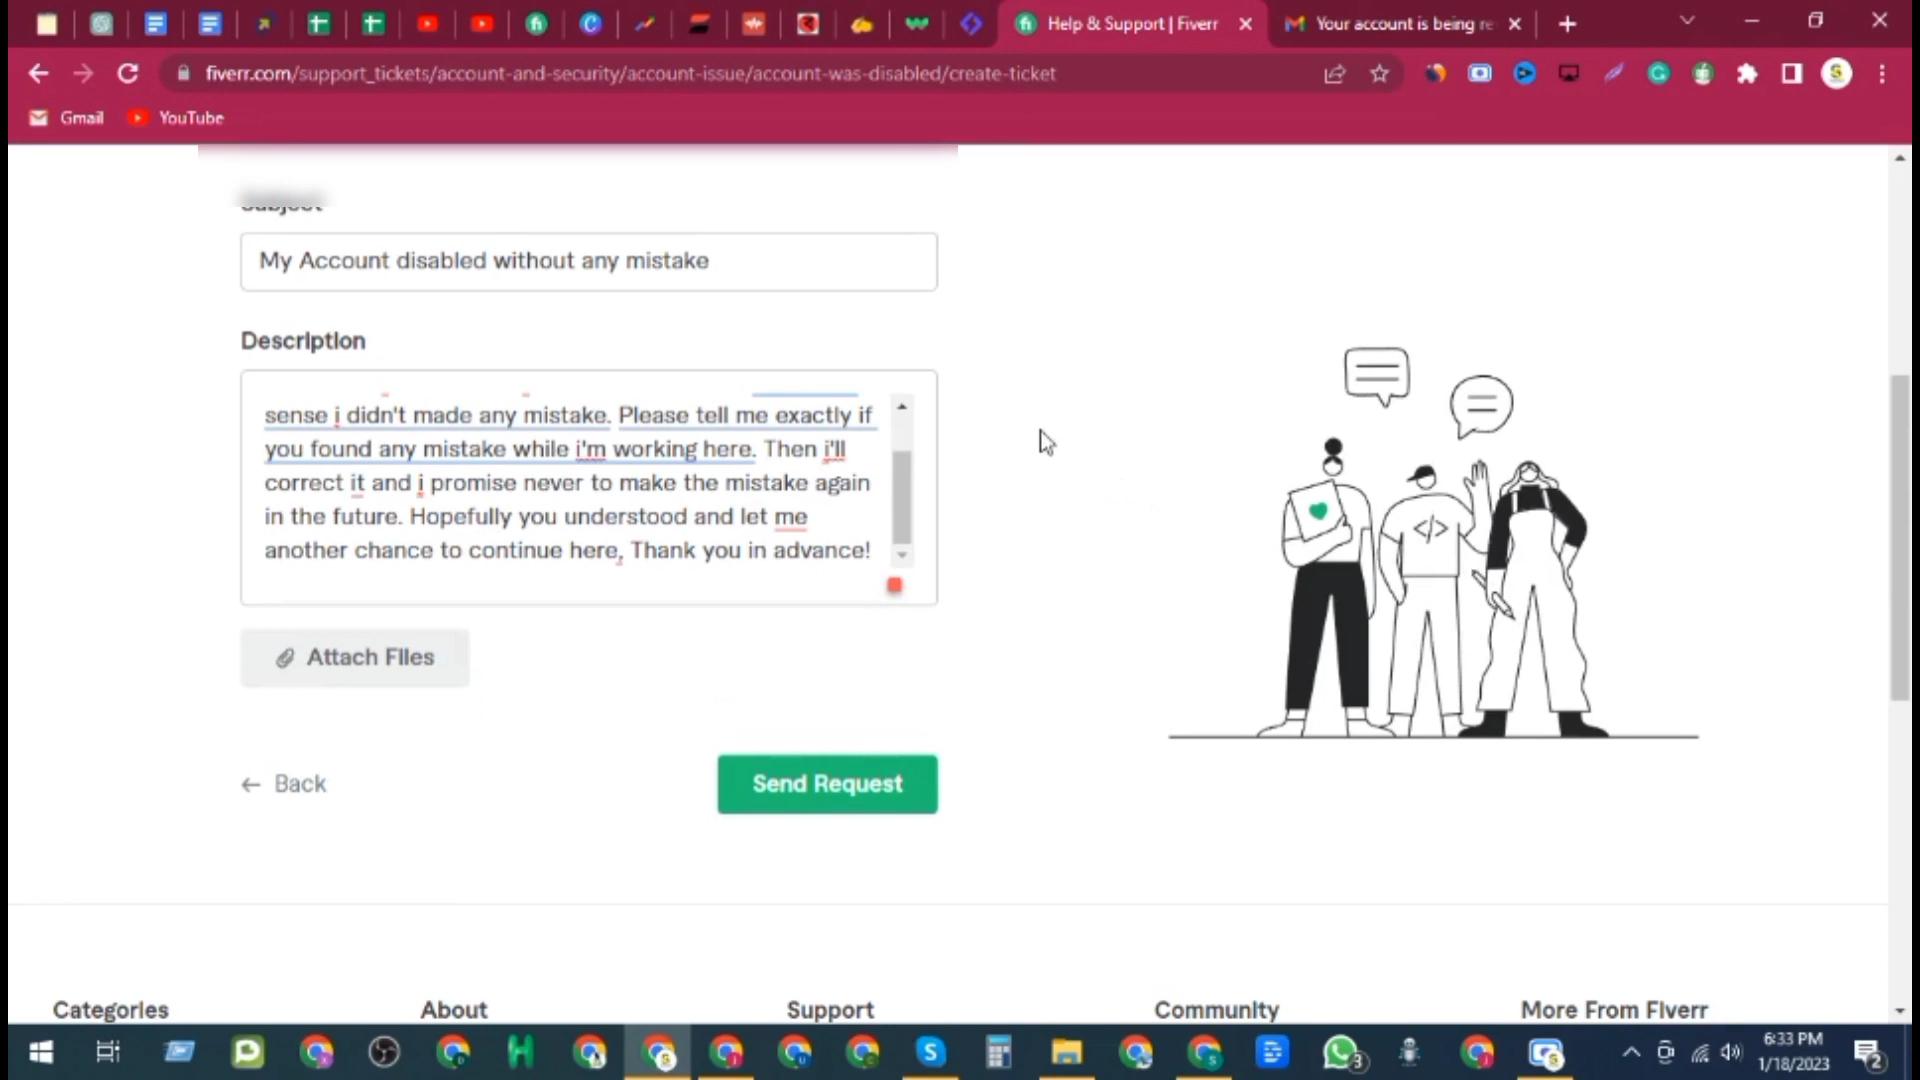 Help & Support | Fiverr
Your account is being re
fiverr.com/support_tickets/account-and-security/account-issue/account-was-disabled/create-ticket
Gmail
YouTube
Subject
My Account disabled without any mistake
Description
sense i didn't made any mistake. Please tell me exactly if
you found any mistake while i'm working here. Then i'll
correct it and i promise never to make the mistake again
in the future. Hopefully you understood and let me
another chance to continue here, Thank you in advance!
Attach Files
</>
← Back
Send Request
Categories
About
Support
Community
More From Fiverr
3
6:33 PM
1/18/2023
2